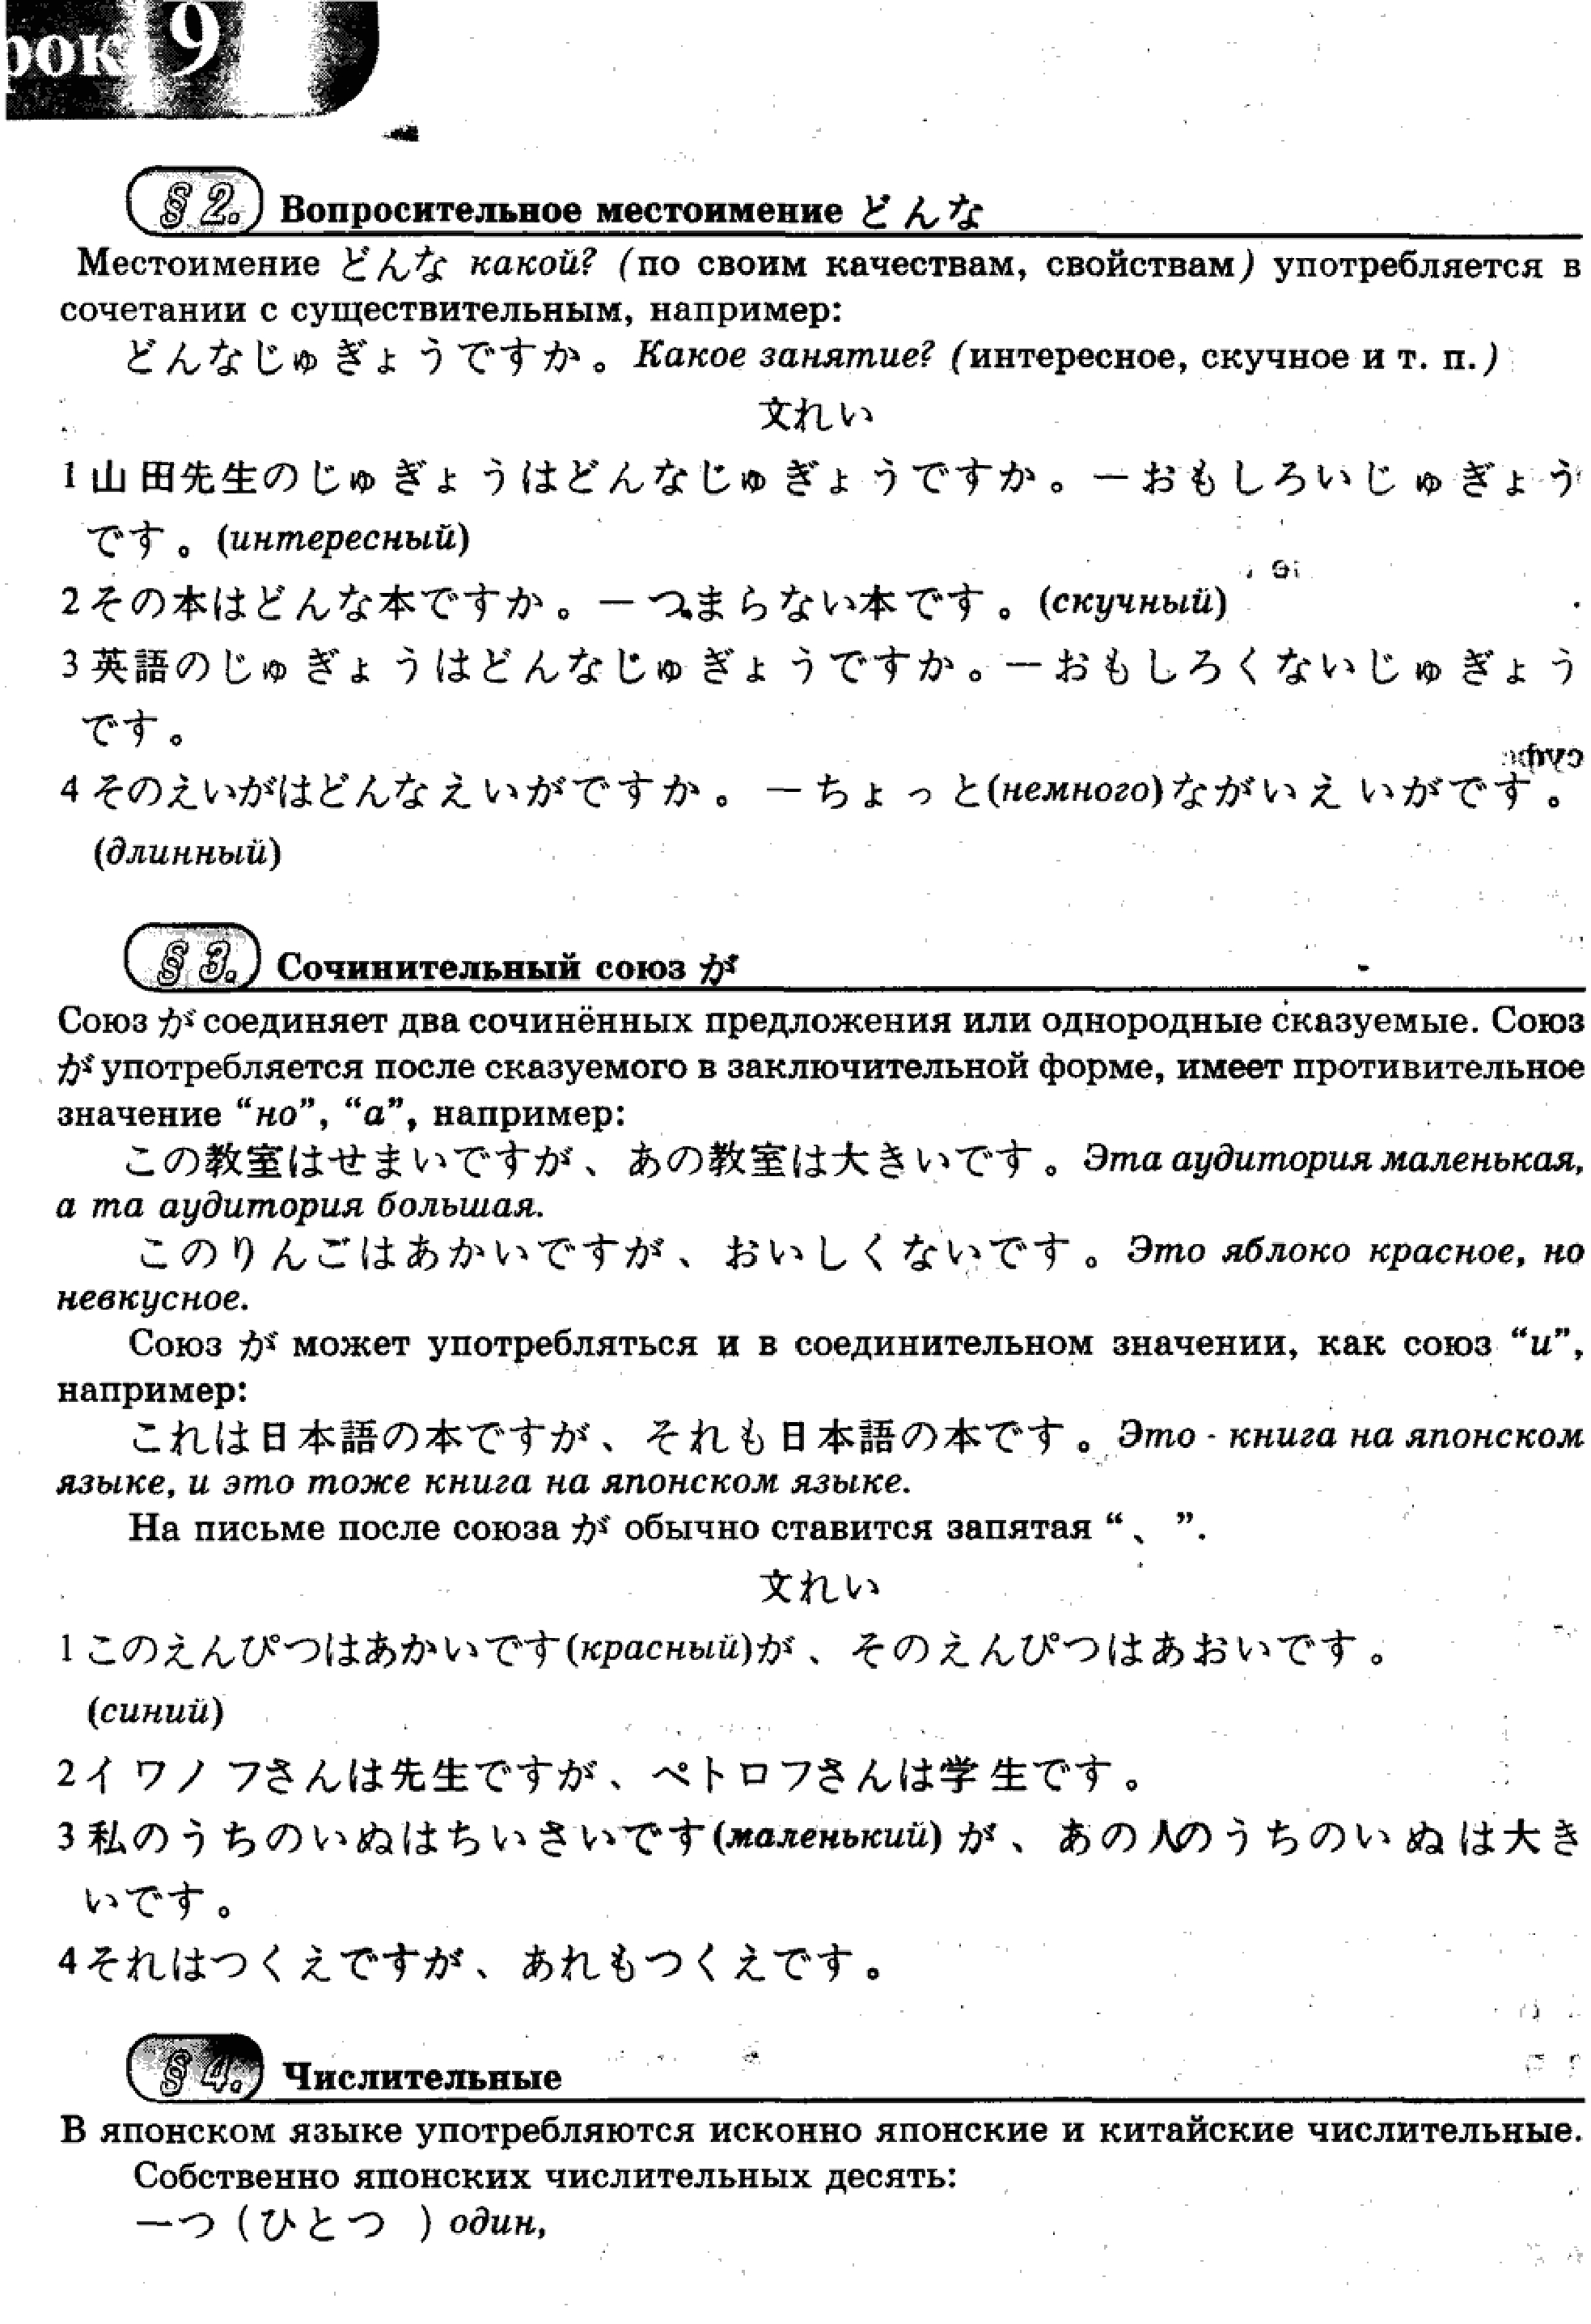 рок 9
§ 2. Вопросительное местоимение どんな
Местоимение どんな какой? (по своим качествам, свойствам) употребляется в
сочетании с существительным, например:
どんなじゅぎょうですか。Какое занятие? (интересное, скучное и т. п.)
文れい
1 山田先生のじゅぎょうはどんなじゅぎょうですか。—おもしろいじゅぎょう
です。(интересный)
2 その本はどんな本ですか。—つまらない本です。(скучный)
3 英語のじゅぎょうはどんなじゅぎょうですか。—おもしろくないじゅぎょう
です。
4 そのえいがはどんなえいがですか。—ちょっと(немного)ながいえいがです。
(длинный)
§ 3. Сочинительный союз が
Союз が соединяет два сочинённых предложения или однородные сказуемые. Союз
が употребляется после сказуемого в заключительной форме, имеет противительное
значение “но”, “а”, например:
この教室はせまいですが、あの教室は大きいです。Эта аудитория маленькая,
а та аудитория большая.
このりんごはあかいですが、おいしくないです。Это яблоко красное, но
невкусное.
Союз が может употребляться и в соединительном значении, как союз “и”,
например:
これは日本語の本ですが、それも日本語の本です。Это - книга на японском
языке, и это тоже книга на японском языке.
На письме после союза が обычно ставится запятая “、”.
文れい
1 このえんぴつはあかいです(красный)が、そのえんぴつはあおいです。
(синий)
2 イワノフさんは先生ですが、ペトロフさんは学生です。
3 私のうちのいぬはちいさいです(маленький)が、あの人のうちのいぬは大き
いです。
4 それはつくえですが、あれもつくえです。
§ 4. Числительные
В японском языке употребляются исконно японские и китайские числительные.
Собственно японских числительных десять:
一つ (ひとつ ) один,